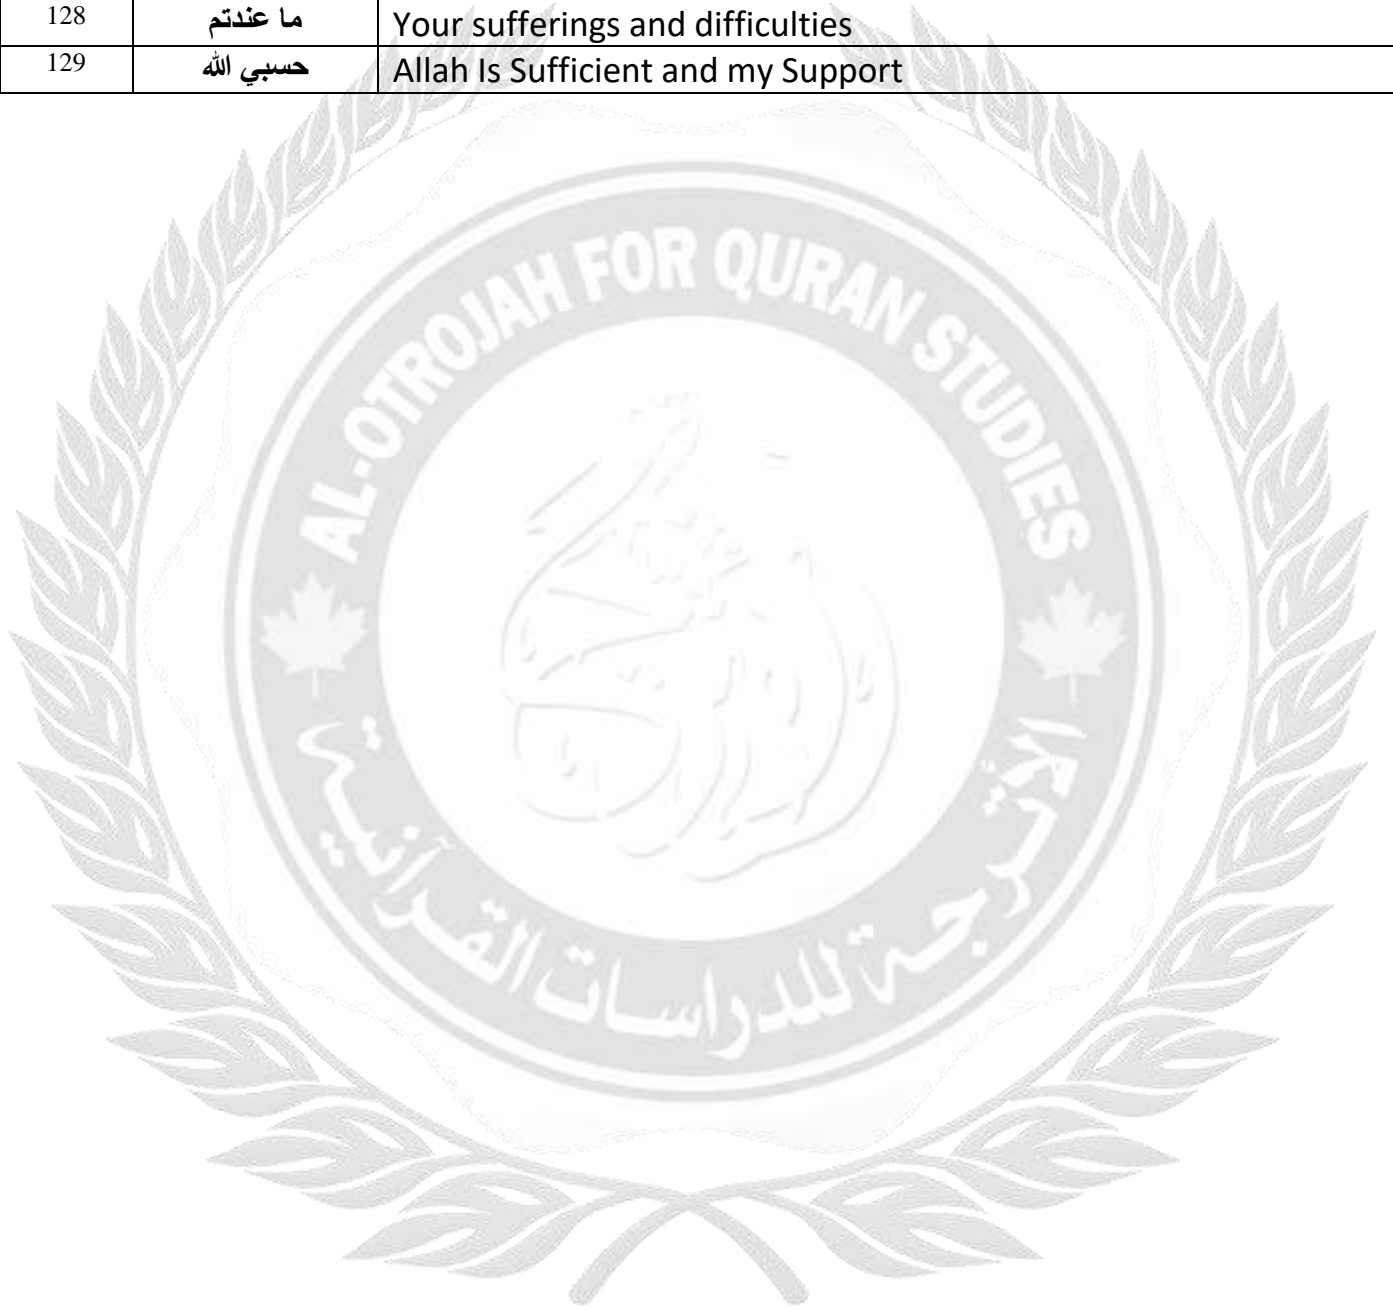 128 ما عندتم Your sufferings and difficulties
129 حسبي الله Allah Is Sufficient and my Support
AL-OTROJAH FOR QURAN STUDIES
الأترجة للدراسات القرآنية